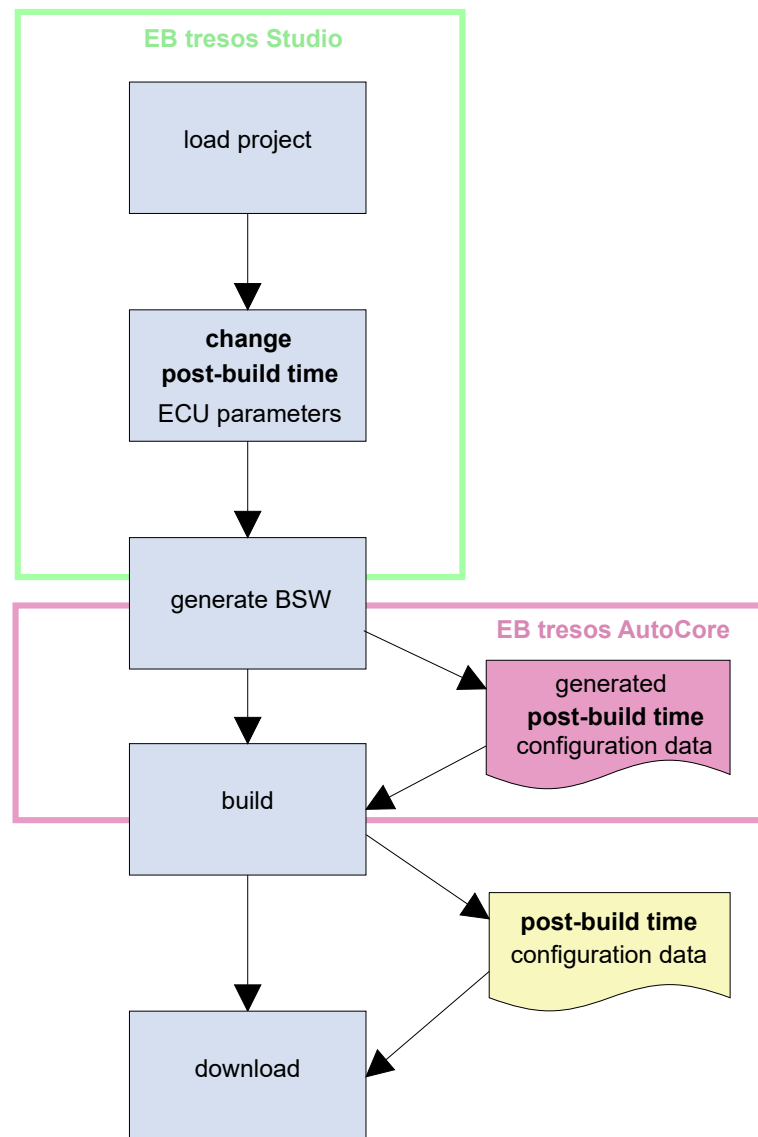 EB tresos Studio
load project
change
post-build time
ECU parameters
generate BSW
EB tresos AutoCore
generated
post-build time
configuration data
build
post-build time
configuration data
download